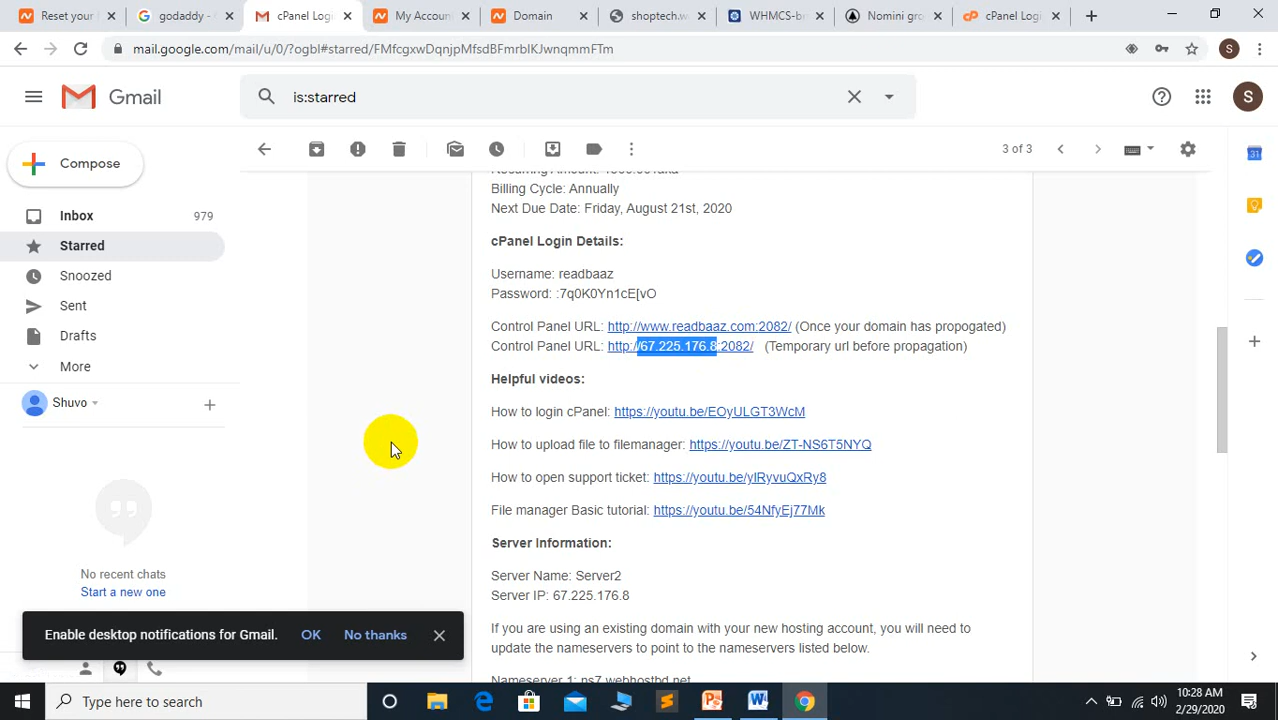 Reset your
godaddy -
cPanel Logi
My Accoun
Domain
shoptech.w
WHMCS-br
Nomini gro
cPanel Logi
mail.google.com/mail/u/0/?ogbl#starred/FMfcgxwDqnjpMfsdBFmrblKJwnqmmFTm
S
Gmail
is:starred
S
Compose
3 of 3
Inbox 979
Starred
Snoozed
Sent
Drafts
More
Shuvo
No recent chats
Start a new one
Billing Cycle: Annually
Next Due Date: Friday, August 21st, 2020
cPanel Login Details:
Username: readbaaz
Password: :7q0K0Yn1cE[vO
Control Panel URL: http://www.readbaaz.com:2082/ (Once your domain has propogated)
Control Panel URL: http://67.225.176.8:2082/ (Temporary url before propagation)
Helpful videos:
How to login cPanel: https://youtu.be/EOyULGT3WcM
How to upload file to filemanager: https://youtu.be/ZT-NS6T5NYQ
How to open support ticket: https://youtu.be/ylRyvuQxRy8
File manager Basic tutorial: https://youtu.be/54NfyEj77Mk
Server Information:
Server Name: Server2
Server IP: 67.225.176.8
If you are using an existing domain with your new hosting account, you will need to
update the nameservers to point to the nameservers listed below.
Nameserver 1: ns7.webhostbd.net
Enable desktop notifications for Gmail. OK No thanks
Type here to search
10:28 AM
2/29/2020